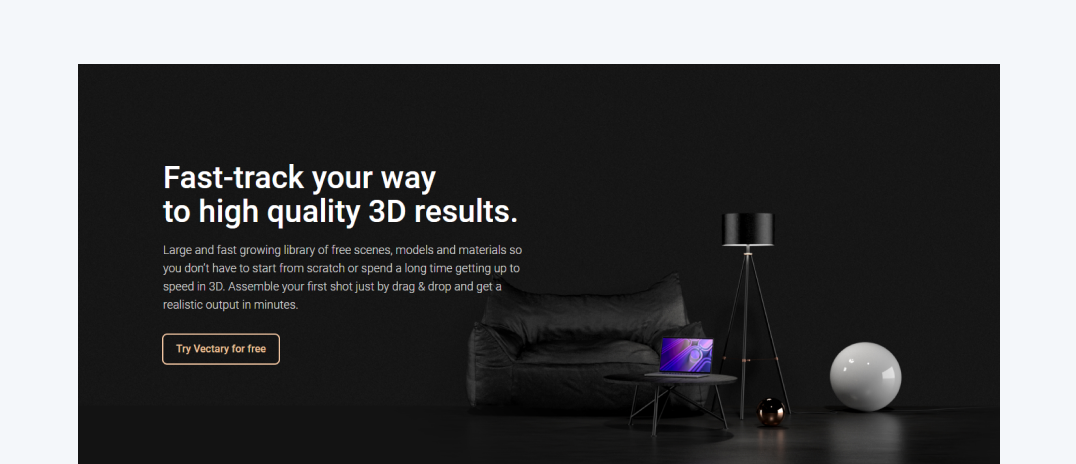 Fast-track your way
to high quality 3D results.
Large and fast growing library of free scenes, models and materials so
you don't have to start from scratch or spend a long time getting up to
speed in 3D. Assemble your first shot just by drag & drop and get a
realistic output in minutes.
Try Vectary for free